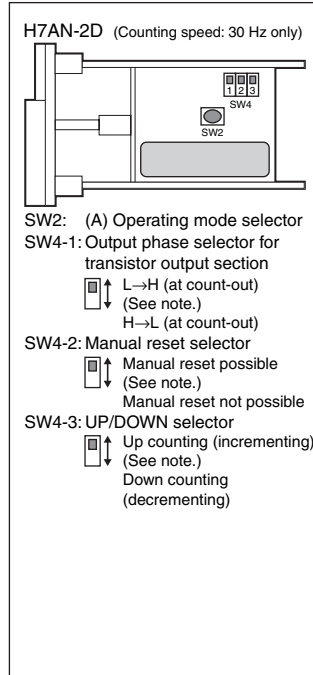 H7AN-2D (Counting speed: 30 Hz only)
1 2 3
SW4
SW2
SW2: (A) Operating mode selector
SW4-1: Output phase selector for
transistor output section
L→H (at count-out)
(See note.)
H→L (at count-out)
SW4-2: Manual reset selector
Manual reset possible
(See note.)
Manual reset not possible
SW4-3: UP/DOWN selector
Up counting (incrementing)
(See note.)
Down counting
(decrementing)